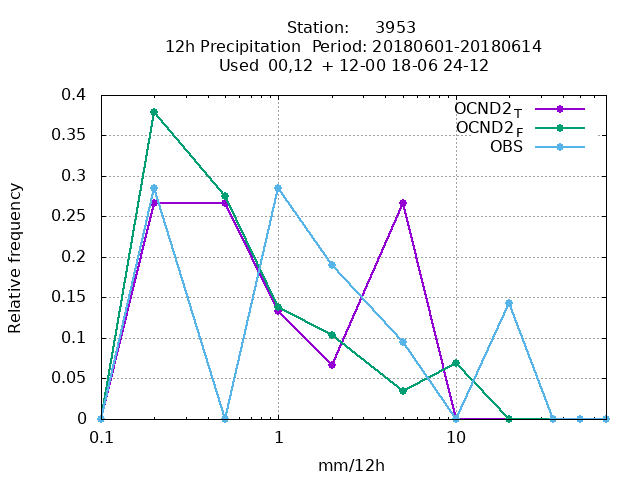 Station: 3953
12h Precipitation Period: 20180601-20180614
Used 00,12 + 12-00 18-06 24-12
OCND2T
OCND2F
OBS
0.4
0.35
0.3
0.25
0.2
0.15
0.1
0.05
0
Relative frequency
0.1 1 10
mm/12h